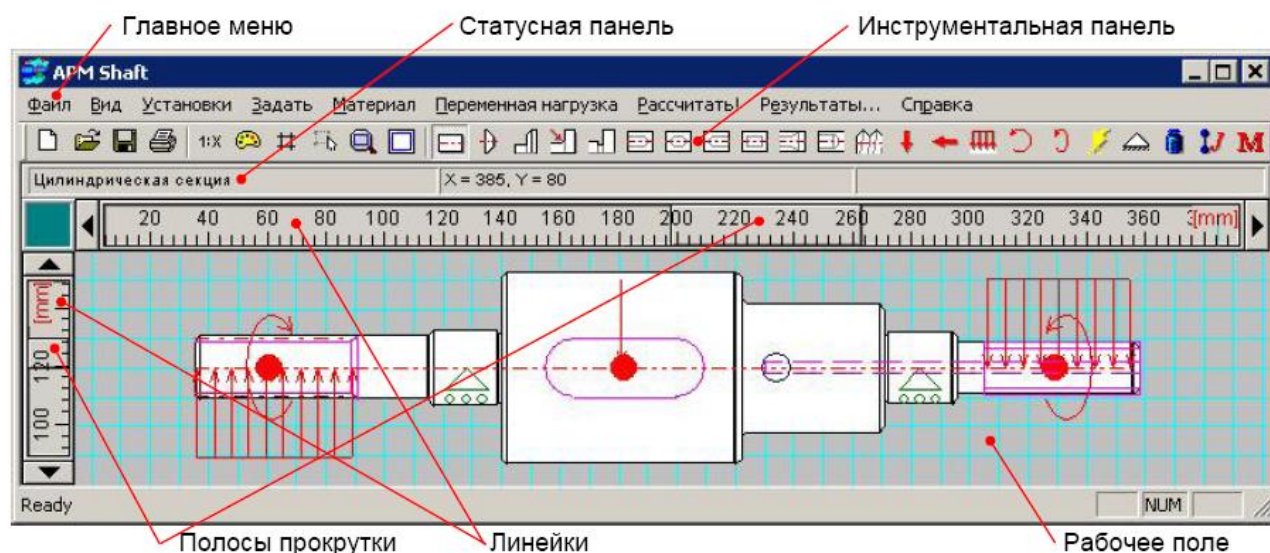 Главное меню Статусная панель Инструментальная панель
APM Shaft
Файл Вид Установки Задать Материал Переменная нагрузка Рассчитать! Результаты... Справка
1:X M
Цилиндрическая секция X = 385, Y = 80
20 40 60 80 100 120 140 160 180 200 220 240 260 280 300 320 340 360 [mm]
[mm]
120
100
Ready NUM
Полосы прокрутки Линейки Рабочее поле